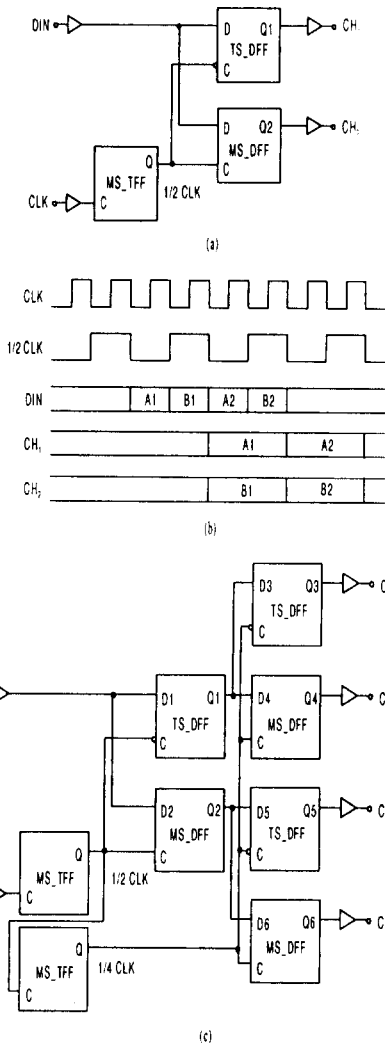 DIN
D Q1
TS_DFF
C
CH
D Q2
MS_DFF
C
CH
Q
MS_TFF
C
1/2 CLK
CLK
(a)
CLK
1/2 CLK
DIN A1 B1 A2 B2
CH₁ A1 A2
CH₂ B1 B2
(b)
D3 Q3
TS_DFF
C
C
D1 Q1
TS_DFF
C
D4 Q4
MS_DFF
C
C
D2 Q2
MS_DFF
C
D5 Q5
TS_DFF
C
C
Q
MS_TFF
C
1/2 CLK
D6 Q6
MS_DFF
C
C
Q
MS_TFF
C
1/4 CLK
(c)